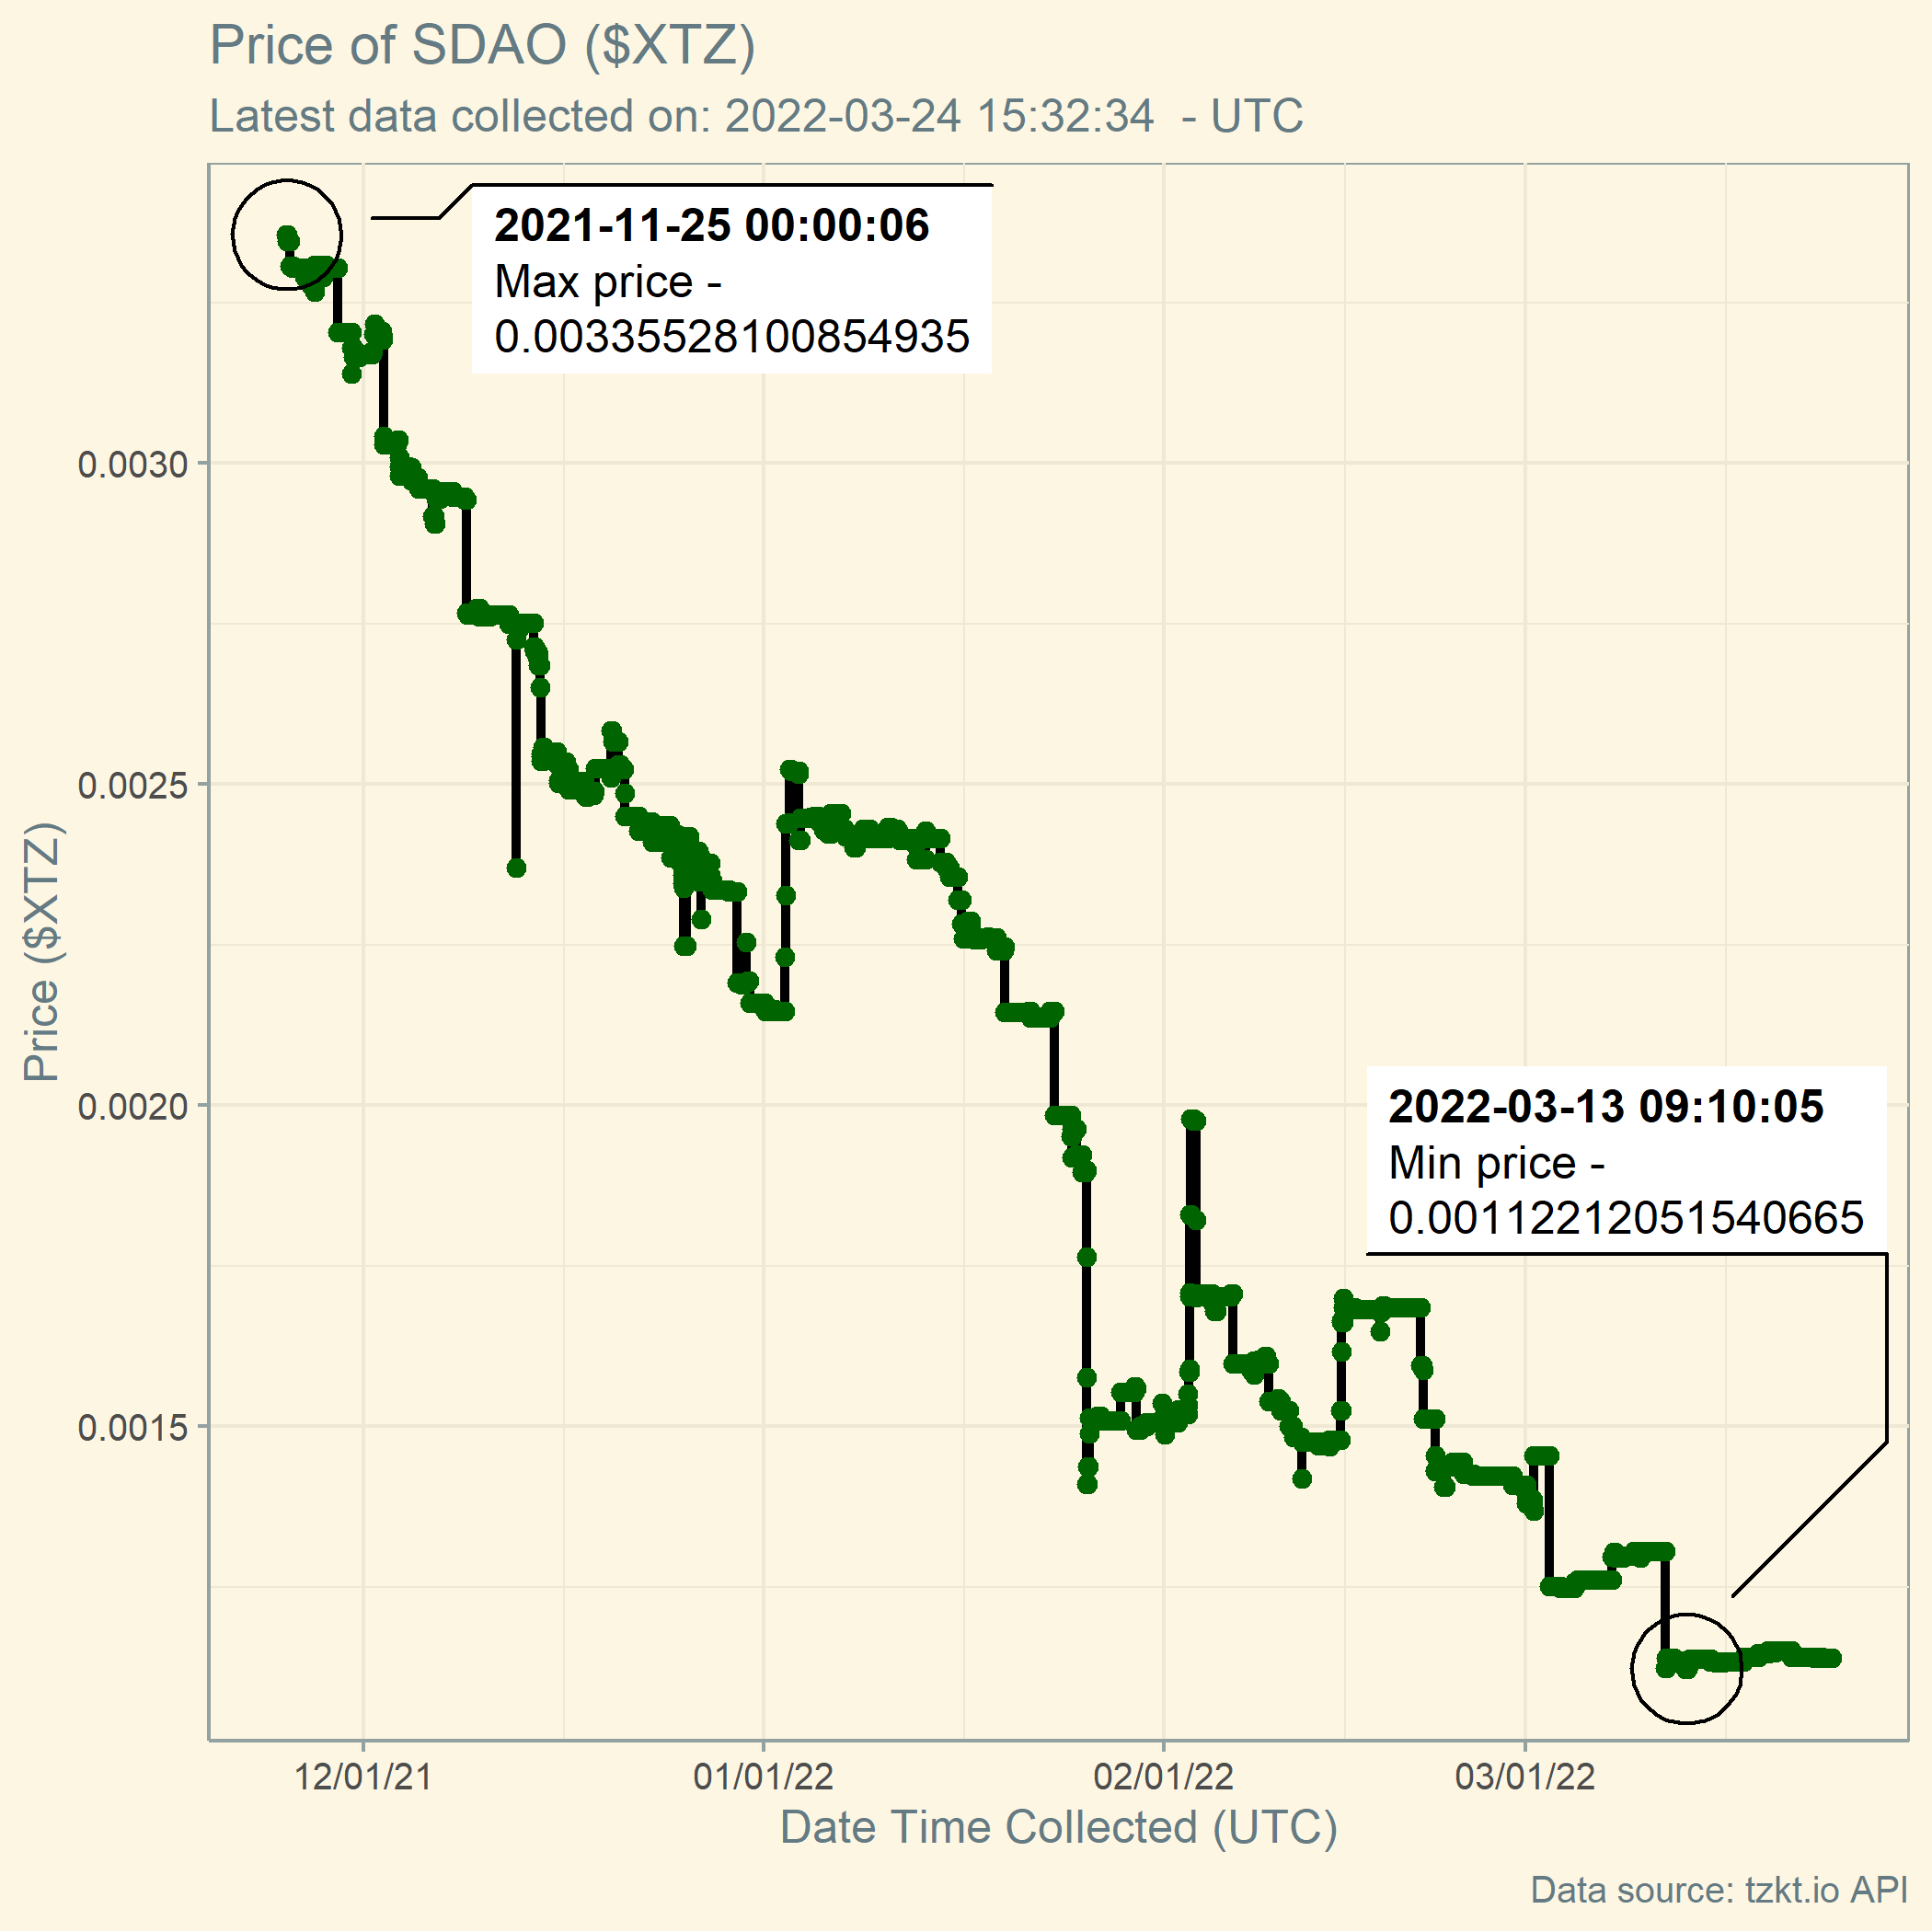 Price of SDAO ($XTZ)
Latest data collected on: 2022-03-24 15:32:34  - UTC
2021-11-25 00:00:06
Max price -
0.00335528100854935
0.0030
0.0025
0.0020
0.0015
Price ($XTZ)
2022-03-13 09:10:05
Min price -
0.00112212051540665
12/01/21
01/01/22
02/01/22
03/01/22
Date Time Collected (UTC)
Data source: tzkt.io API